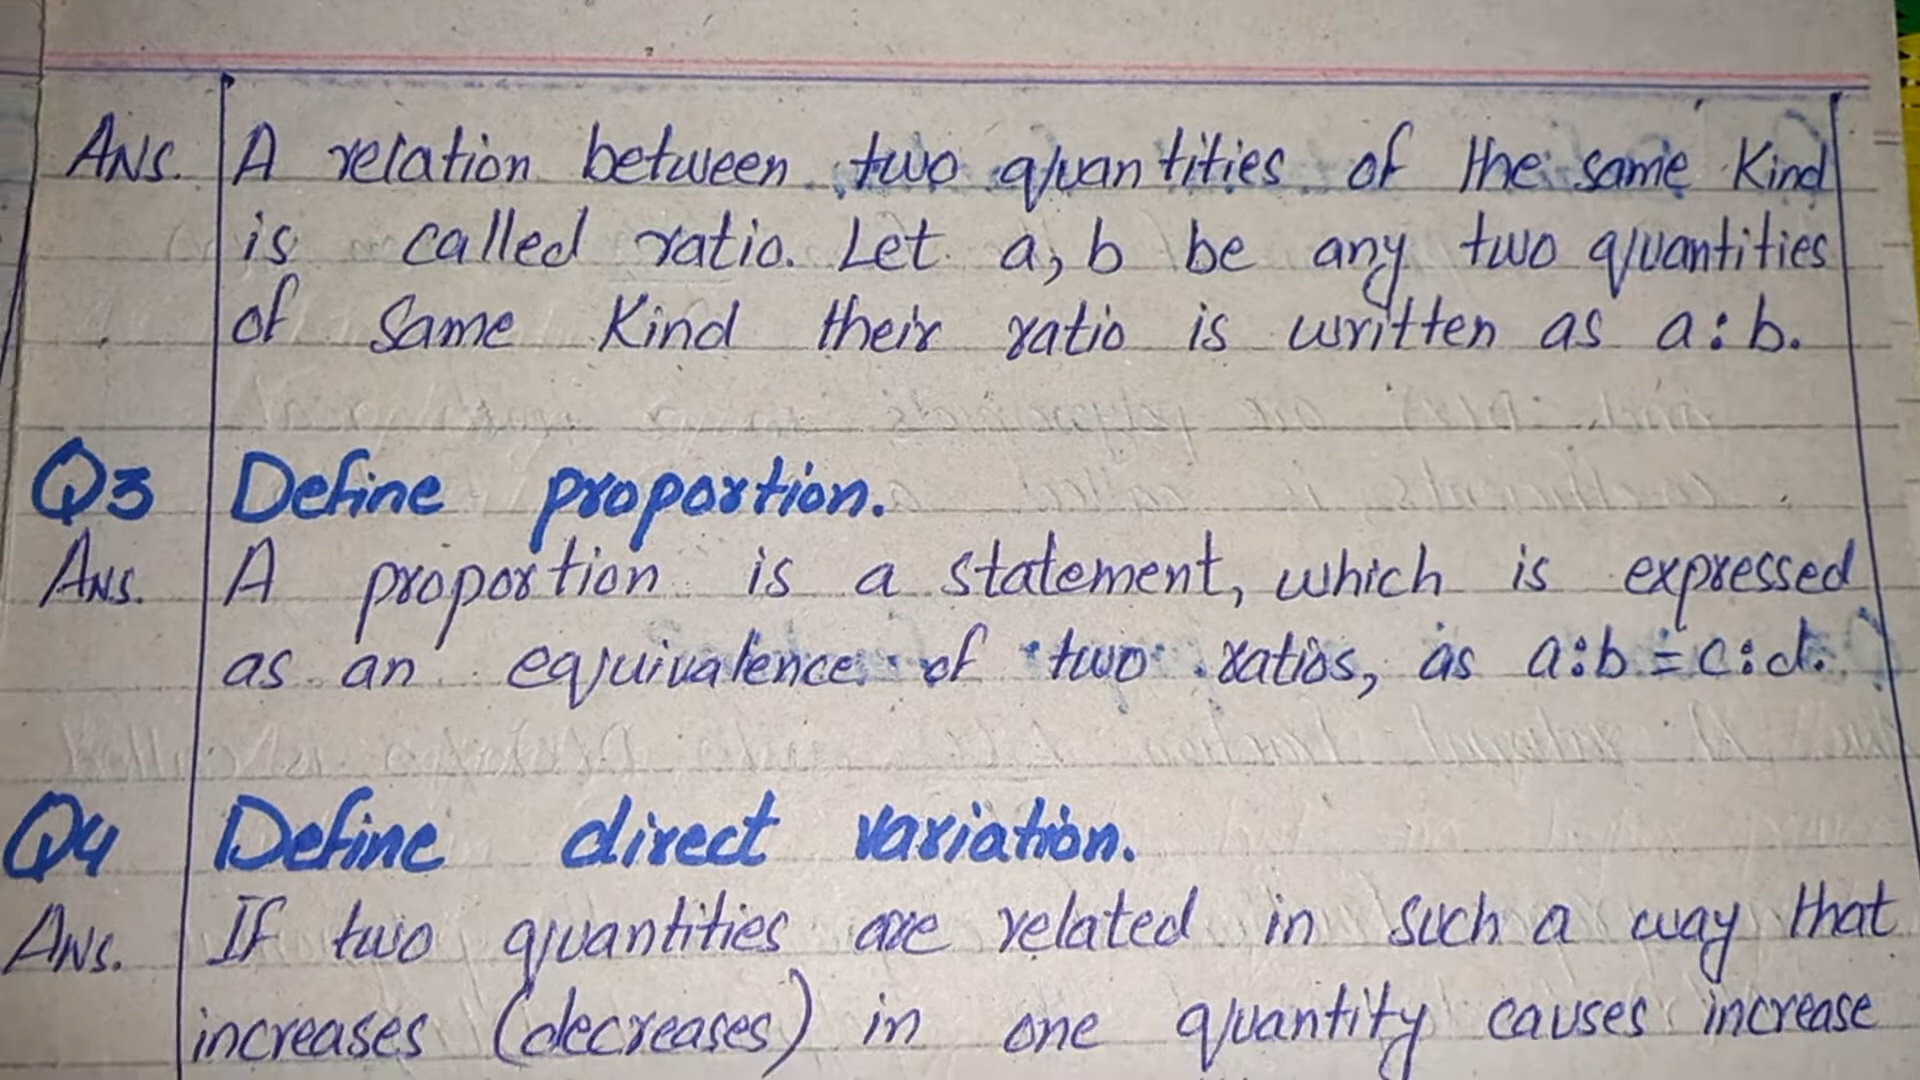 Ans. A relation between two quantities of the same Kind
is called ratio. Let a, b be any two quantities
of Same Kind their ratio is written as a:b.
Q3 Define proportion.
Ans. A proportion is a statement, which is expressed
as an equivalence of two ratios, as a:b = c:d.
Q4 Define direct variation.
Ans. If two quantities are related in such a way that
increases (decreases) in one quantity causes increase